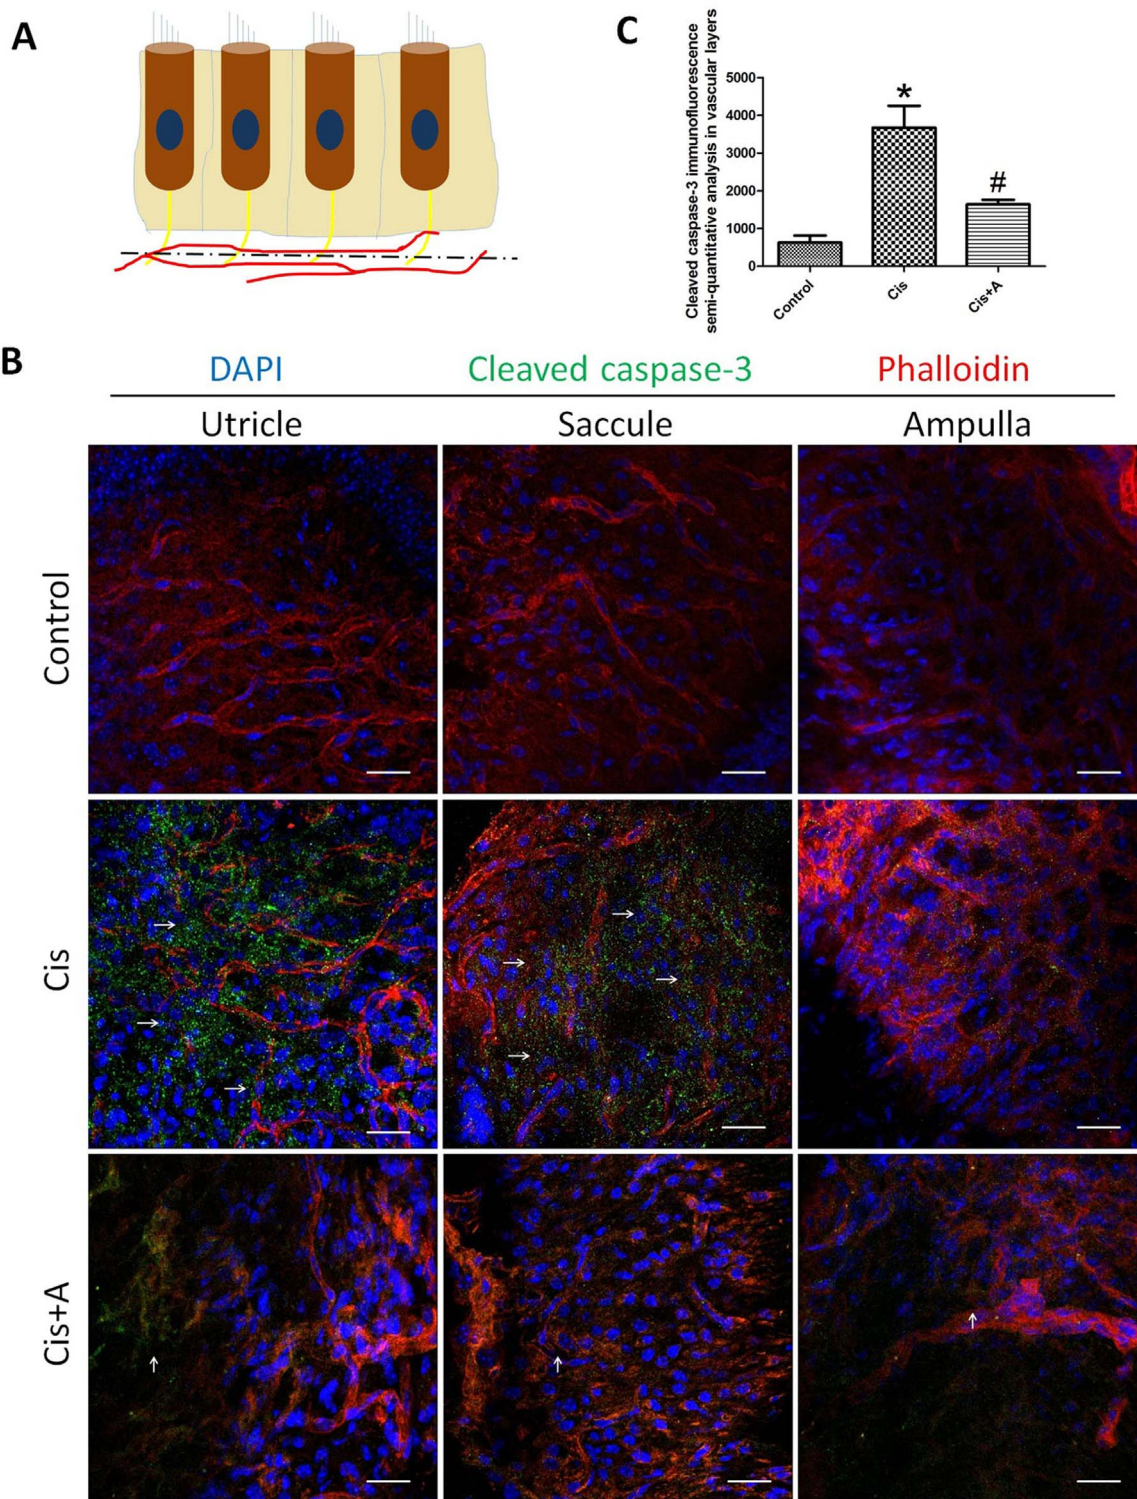 A
C
Cleaved caspase-3 immunofluorescence
semi-quantitative analysis in vascular layers
5000
4000
3000
2000
1000
0
*
#
Control
Cis
Cis+A
B
DAPI Cleaved caspase-3 Phalloidin
Utricle Saccule Ampulla
Control
Cis
Cis+A